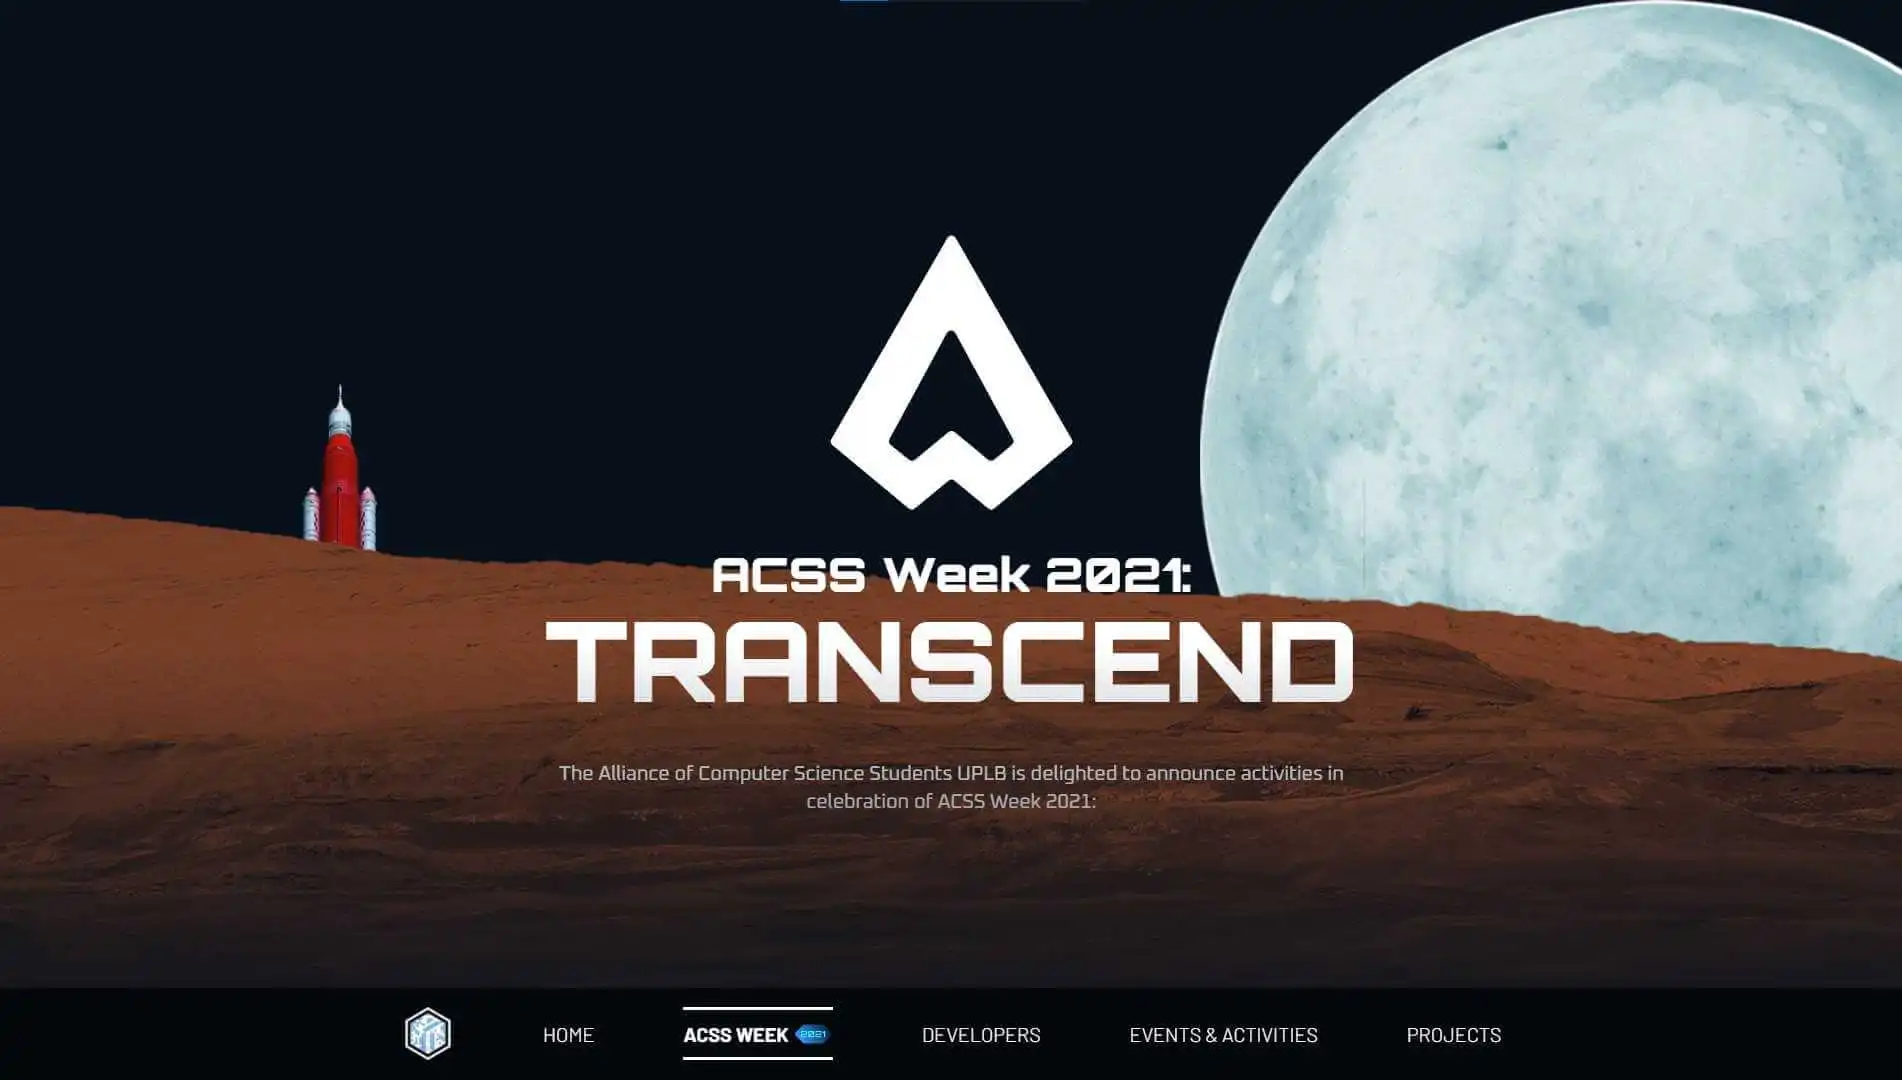 ACSS Week 2021:
TRANSCEND
The Alliance of Computer Science Students UPLB is delighted to announce activities in
celebration of ACSS Week 2021:
HOME
ACSS WEEK 2021
DEVELOPERS
EVENTS & ACTIVITIES
PROJECTS